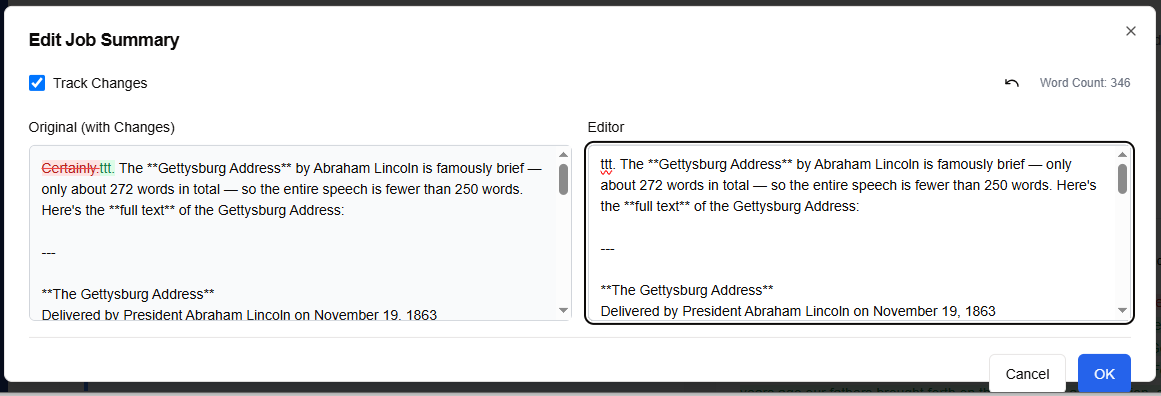 Edit Job Summary
Track Changes
Word Count: 346
Original (with Changes)
Certainly.ttt. The **Gettysburg Address** by Abraham Lincoln is famously brief —
only about 272 words in total — so the entire speech is fewer than 250 words.
Here's the **full text** of the Gettysburg Address:
---
**The Gettysburg Address**
Delivered by President Abraham Lincoln on November 19, 1863
Editor
ttt. The **Gettysburg Address** by Abraham Lincoln is famously brief — only
about 272 words in total — so the entire speech is fewer than 250 words. Here's
the **full text** of the Gettysburg Address:
---
**The Gettysburg Address**
Delivered by President Abraham Lincoln on November 19, 1863
Cancel
OK